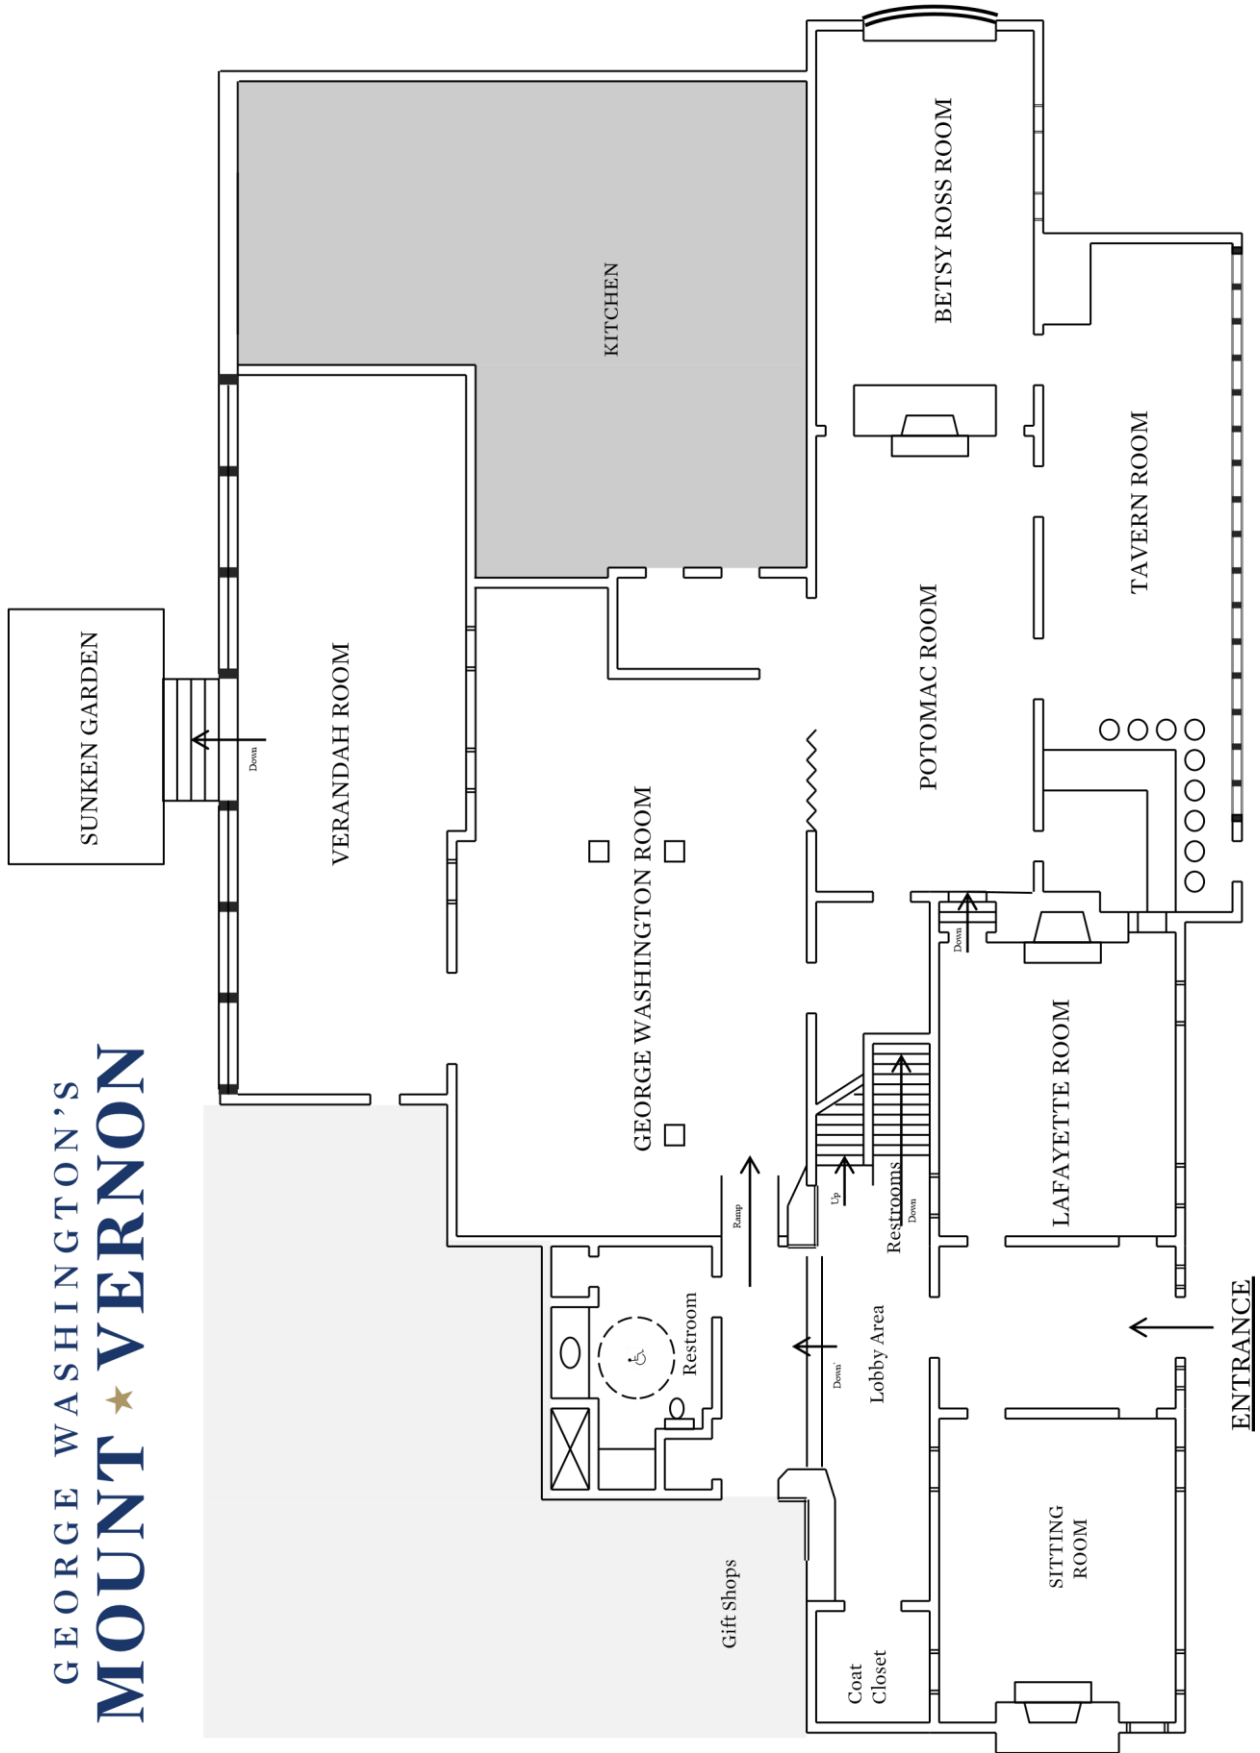 GEORGE WASHINGTON'S
MOUNT VERNON
SUNKEN GARDEN
Down
VERANDAH ROOM
KITCHEN
GEORGE WASHINGTON ROOM
BETSY ROSS ROOM
POTOMAC ROOM
TAVERN ROOM
Down
LAFAYETTE ROOM
Ramp
Up
Restrooms
Down
Restroom
Down'
Lobby Area
Gift Shops
Coat
Closet
SITTING
ROOM
ENTRANCE